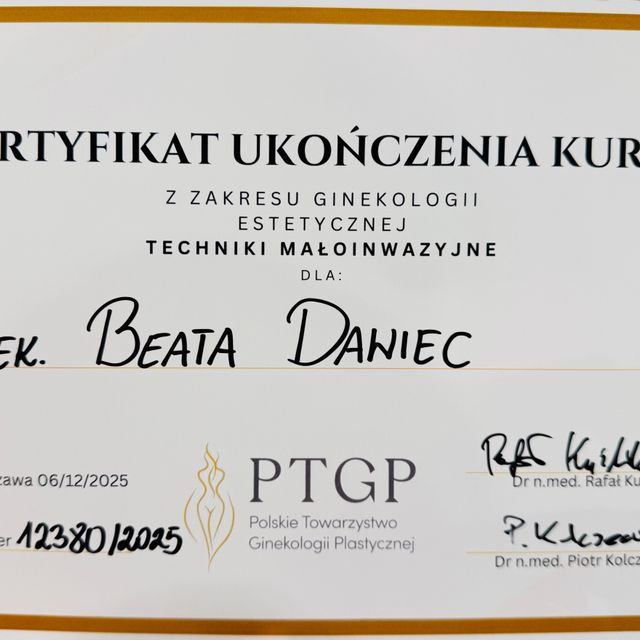 RTYFIKAT UKOŃCZENIA KUR
Z ZAKRESU GINEKOLOGII
ESTETYCZNEJ
TECHNIKI MAŁOINWAZYJNE
DLA:
EK. BEATA DANIEC
zawa 06/12/2025
er 12380/2025
PTGP
Polskie Towarzystwo
Ginekologii Plastycznej
Dr n.med. Rafał Ku
Dr n.med. Piotr Kolcz